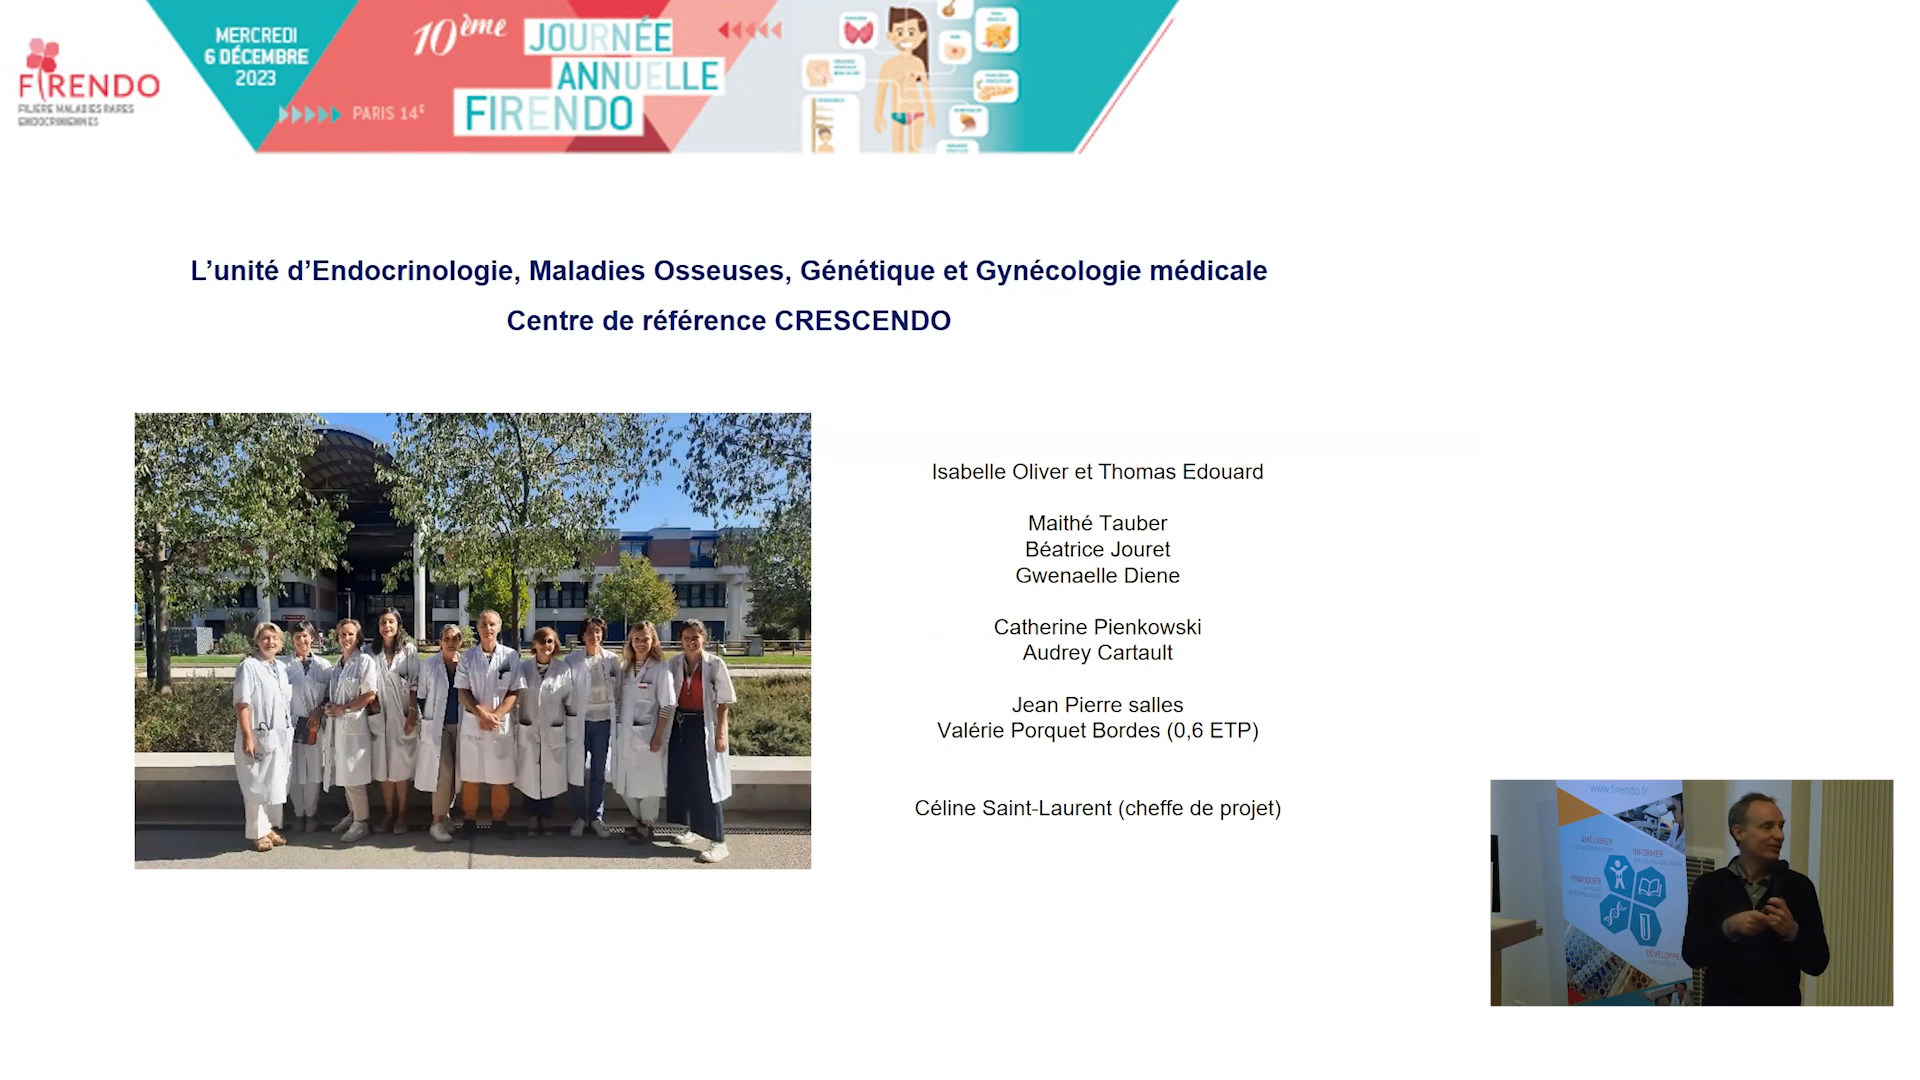 FIRENDO
FILIÈRE MALADIES RARES
ENDOCRINIENNES
MERCREDI
6 DÉCEMBRE
2023
PARIS 14E
10ème
JOURNÉE
ANNUELLE
FIRENDO
L’unité d’Endocrinologie, Maladies Osseuses, Génétique et Gynécologie médicale
Centre de référence CRESCENDO
Isabelle Oliver et Thomas Edouard
Maithé Tauber
Béatrice Jouret
Gwenaelle Diene
Catherine Pienkowski
Audrey Cartault
Jean Pierre salles
Valérie Porquet Bordes (0,6 ETP)
Céline Saint-Laurent (cheffe de projet)
www.firendo.fr
AMÉLIORER
INFORMER
PRATIQUER
DÉVELOPPER